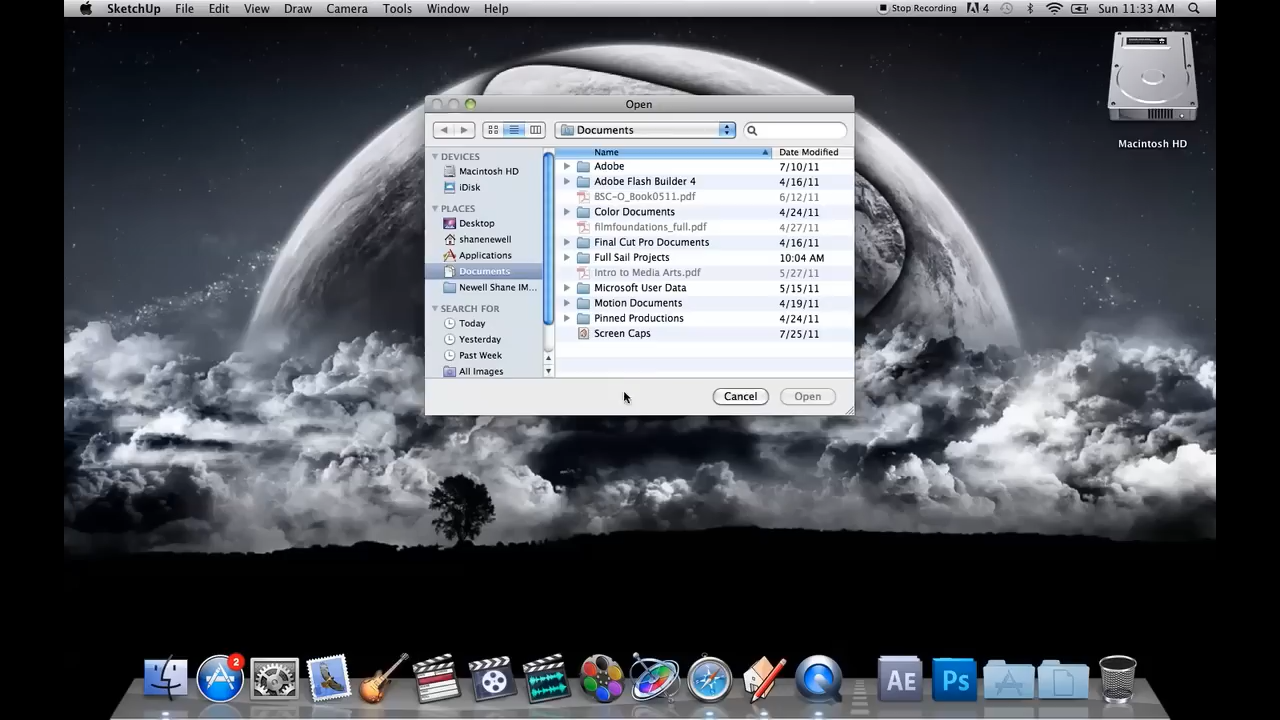 SketchUp File Edit View Draw Camera Tools Window Help Stop Recording 4 Sun 11:33 AM
Macintosh HD
Open
Documents
Name Date Modified
DEVICES
Macintosh HD
iDisk
PLACES
Desktop
shanenewell
Applications
Documents
Newell Shane IM...
SEARCH FOR
Today
Yesterday
Past Week
All Images
Adobe 7/10/11
Adobe Flash Builder 4 4/16/11
BSC-O_Book0511.pdf 6/12/11
Color Documents 4/24/11
filmfoundations_full.pdf 4/27/11
Final Cut Pro Documents 4/16/11
Full Sail Projects 10:04 AM
Intro to Media Arts.pdf 5/27/11
Microsoft User Data 5/15/11
Motion Documents 4/19/11
Pinned Productions 4/24/11
Screen Caps 7/25/11
Cancel Open
2
AE Ps